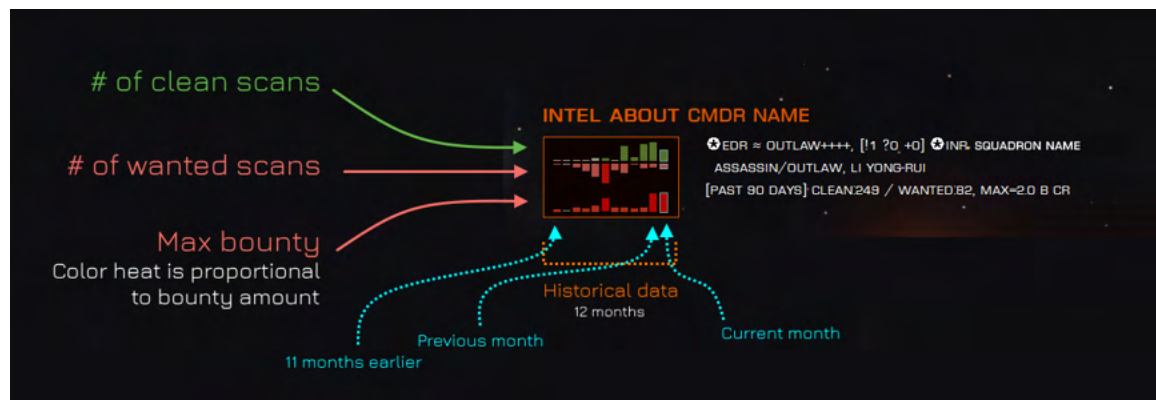 # of clean scans
# of wanted scans
Max bounty
Color heat is proportional
to bounty amount
INTEL ABOUT CMDR NAME
EDR ≈ OUTLAW++++, [!1 ?0, +0] INR. SQUADRON NAME
ASSASSIN/OUTLAW, LI YONG-RUI
[PAST 90 DAYS]: CLEAN:249 / WANTED:82, MAX=2.0 B CR
Historical data
12 months
11 months earlier
Previous month
Current month